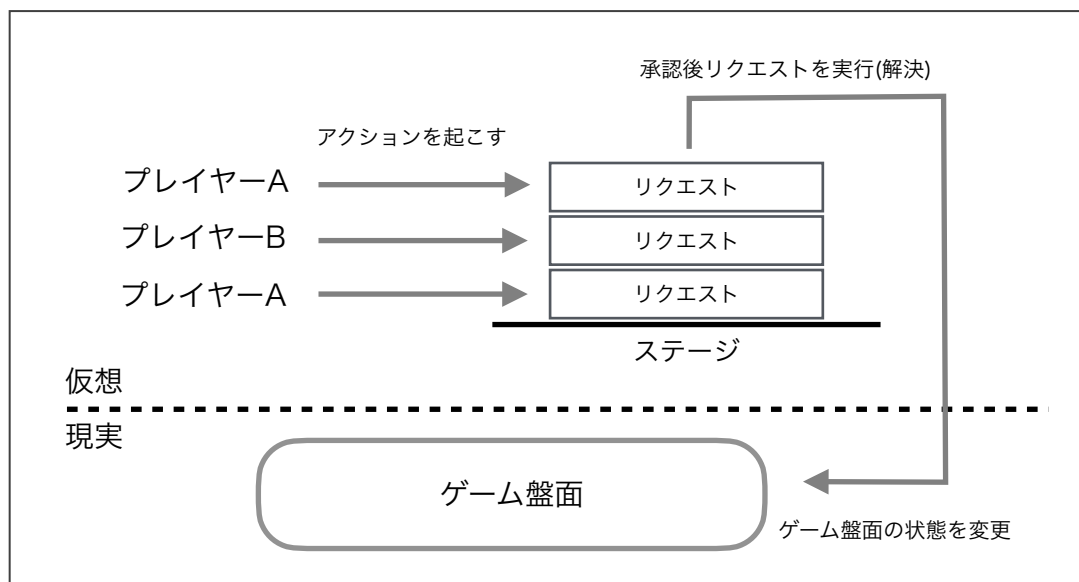 承認後リクエストを実行(解決)
アクションを起こす
プレイヤーA
リクエスト
プレイヤーB
リクエスト
プレイヤーA
リクエスト
ステージ
仮想
現実
ゲーム盤面
ゲーム盤面の状態を変更